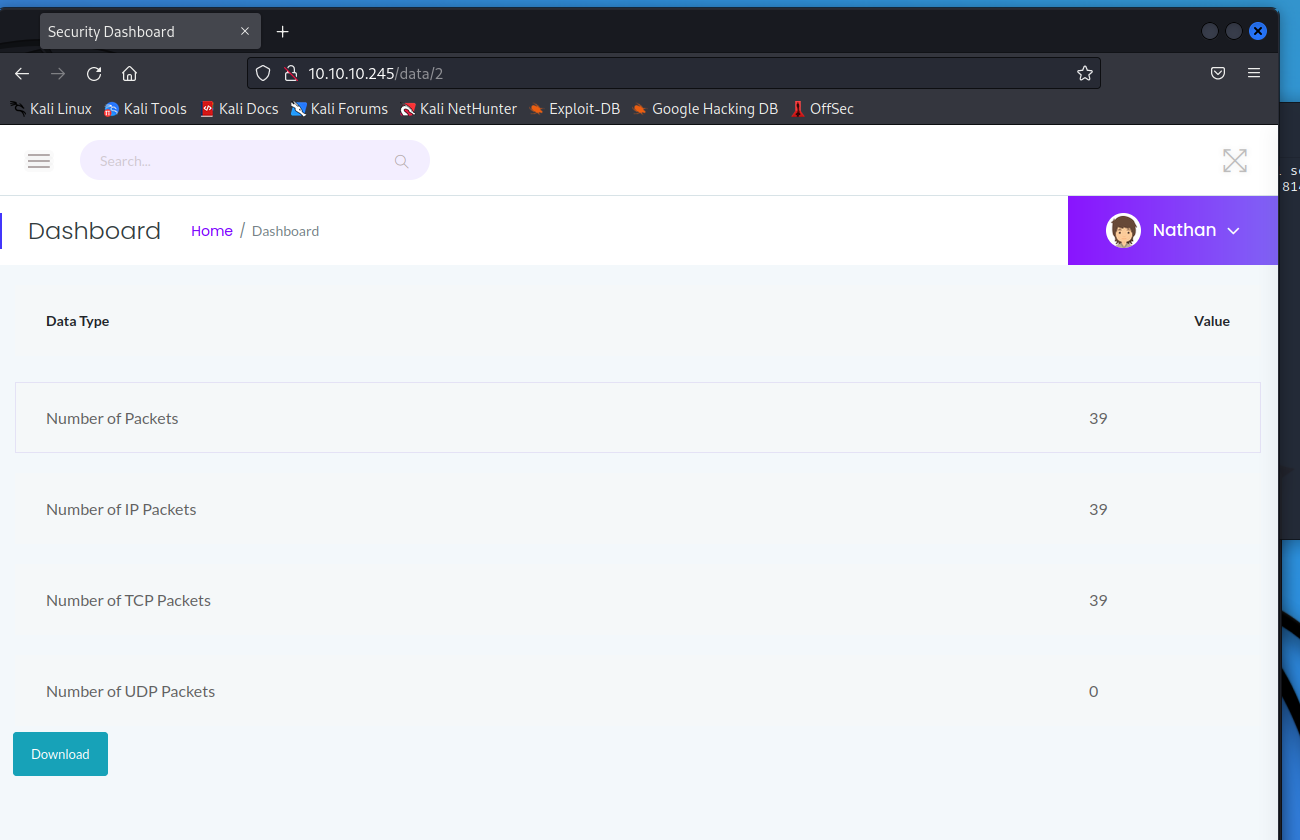 Security Dashboard
10.10.10.245/data/2
Kali Linux Kali Tools Kali Docs Kali Forums Kali NetHunter Exploit-DB Google Hacking DB OffSec
Search...
Dashboard Home / Dashboard Nathan
Data Type Value
Number of Packets 39
Number of IP Packets 39
Number of TCP Packets 39
Number of UDP Packets 0
Download